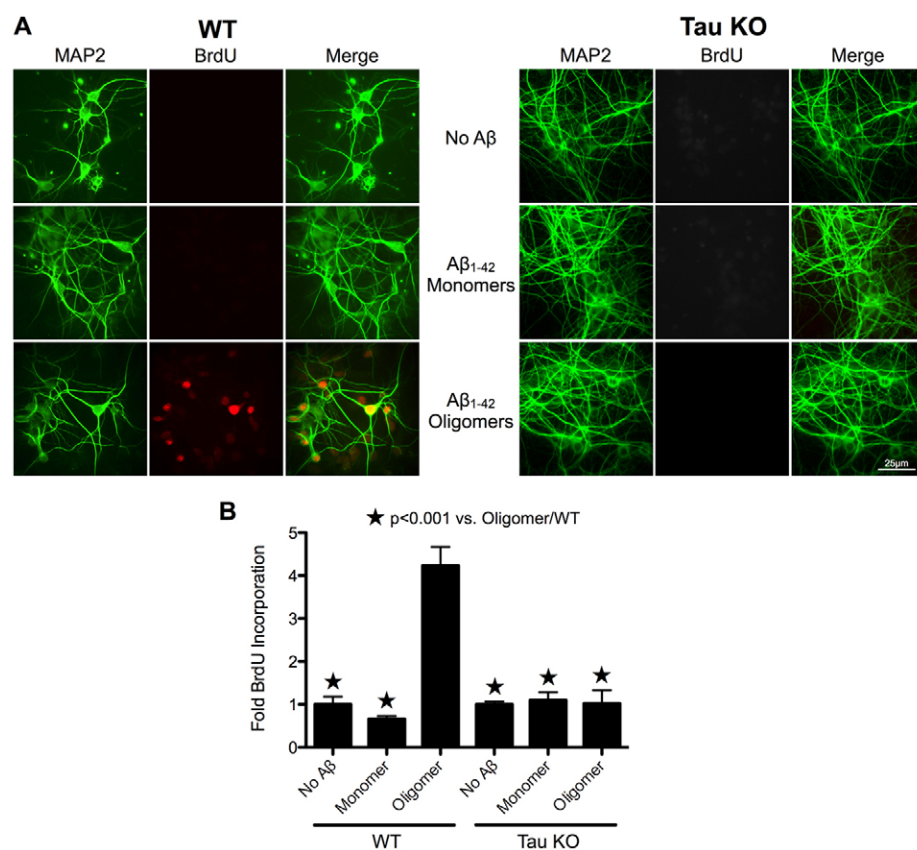 A
WT
Tau KO
MAP2 BrdU Merge
MAP2 BrdU Merge
No Aβ
Aβ1-42
Monomers
Aβ1-42
Oligomers
25µm
B
★ p<0.001 vs. Oligomer/WT
Fold BrdU Incorporation
5
4
3
2
1
0
★ ★ ★ ★ ★
No Aβ Monomer Oligomer No Aβ Monomer Oligomer
WT Tau KO